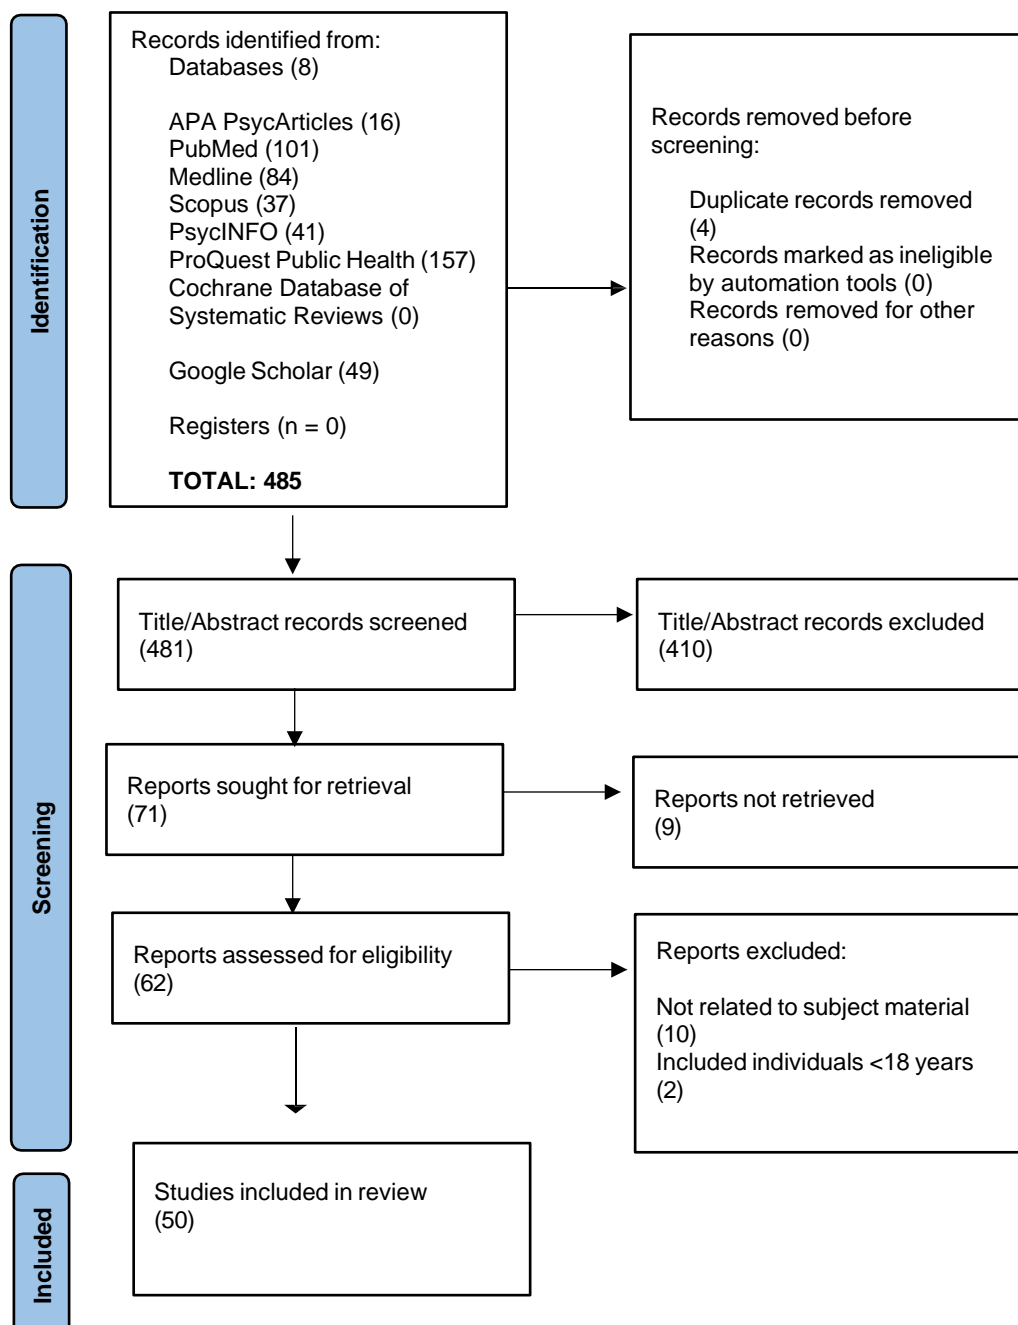 Identification
Records identified from:
Databases (8)
APA PsycArticles (16)
PubMed (101)
Medline (84)
Scopus (37)
PsycINFO (41)
ProQuest Public Health (157)
Cochrane Database of
Systematic Reviews (0)
Google Scholar (49)
Registers (n = 0)
TOTAL: 485
Records removed before
screening:
Duplicate records removed
(4)
Records marked as ineligible
by automation tools (0)
Records removed for other
reasons (0)
Screening
Title/Abstract records screened
(481)
Title/Abstract records excluded
(410)
Reports sought for retrieval
(71)
Reports not retrieved
(9)
Reports assessed for eligibility
(62)
Reports excluded:
Not related to subject material
(10)
Included individuals <18 years
(2)
Included
Studies included in review
(50)